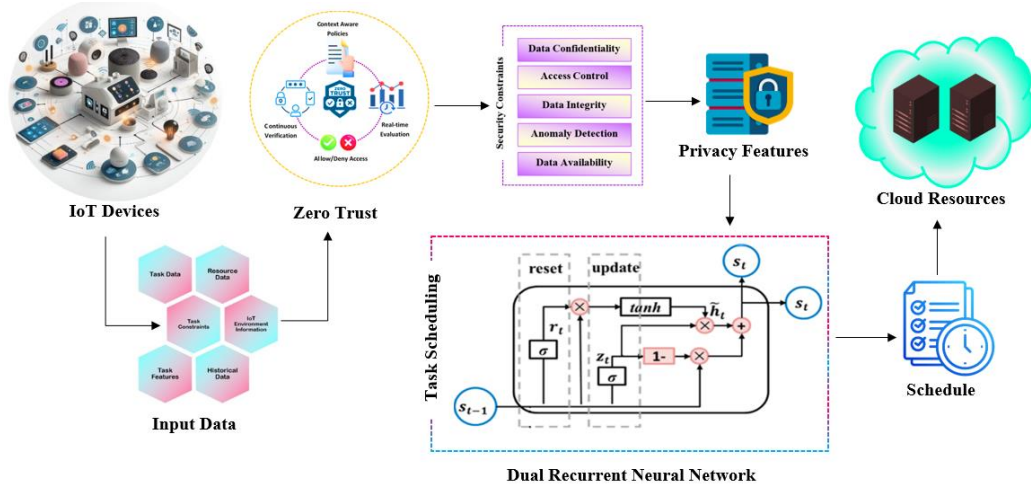 Context Aware
Policies
ZERO
TRUST
Continuous
Verification
Real-time
Evaluation
Allow/Deny Access
Security Constraints
Data Confidentiality
Access Control
Data Integrity
Anomaly Detection
Data Availability
Privacy Features
Cloud Resources
IoT Devices
Zero Trust
Task Data
Resource
Data
Task
Constraints
IoT
Environment
Information
Task
Features
Historical
Data
Input Data
Task Scheduling
reset
update
s_t
s_t
tanh
h̃_t
r_t
σ
z_t
σ
1-
×
×
×
+
s_{t-1}
Schedule
Dual Recurrent Neural Network